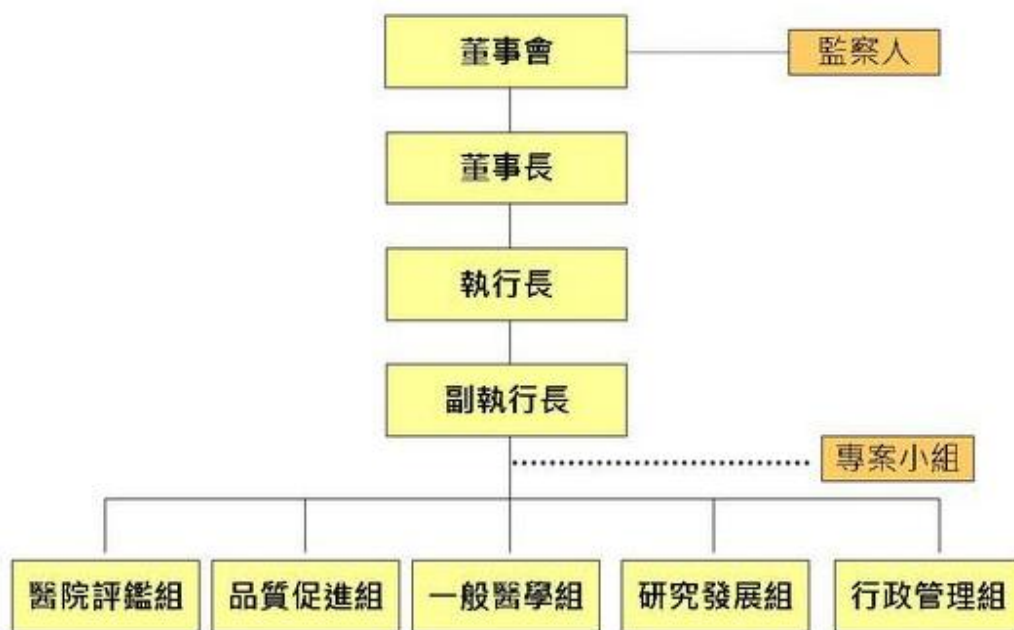 董事會
監察人
董事長
執行長
副執行長
專案小組
醫院評鑑組
品質促進組
一般醫學組
研究發展組
行政管理組